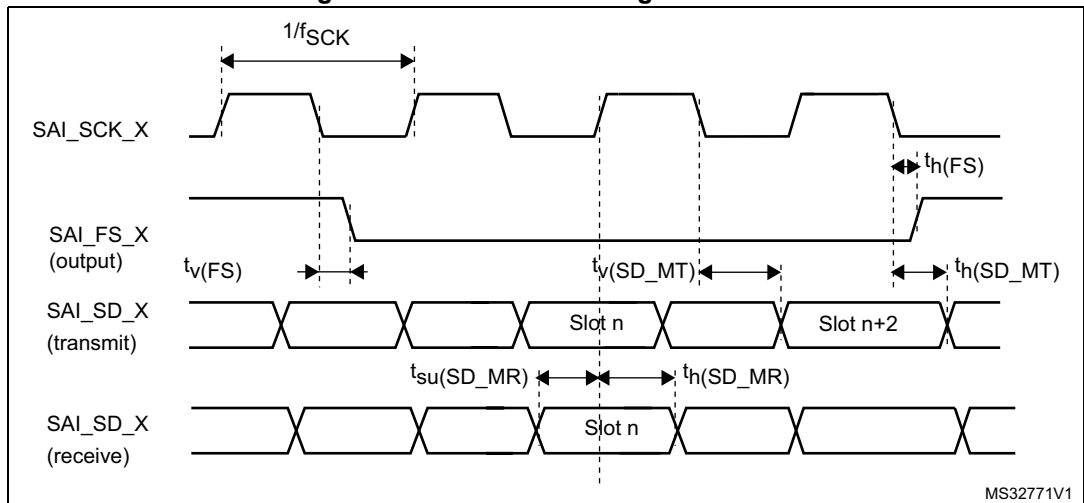 1/fSCK
SAI_SCK_X
th(FS)
SAI_FS_X
(output)
tv(FS)
tv(SD_MT)
th(SD_MT)
SAI_SD_X
(transmit)
Slot n
Slot n+2
tsu(SD_MR)
th(SD_MR)
SAI_SD_X
(receive)
Slot n
MS32771V1